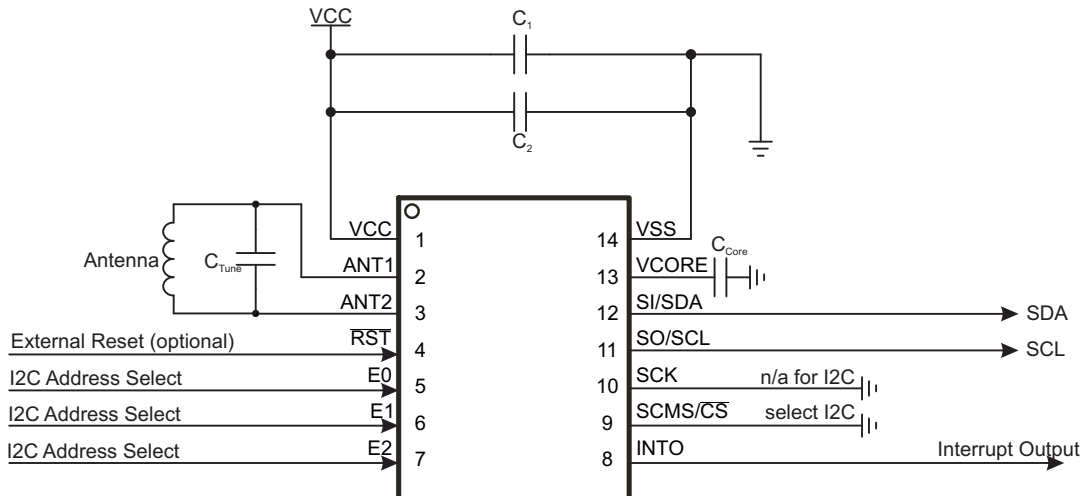 VCC
C1
C2
VCC 1
14 VSS
Antenna
CTune
ANT1 2
13 VCORE
CCore
ANT2 3
12 SI/SDA
SDA
External Reset (optional)
RST 4
11 SO/SCL
SCL
I2C Address Select
E0 5
10 SCK
n/a for I2C
I2C Address Select
E1 6
9 SCMS/CS
select I2C
I2C Address Select
E2 7
8 INTO
Interrupt Output